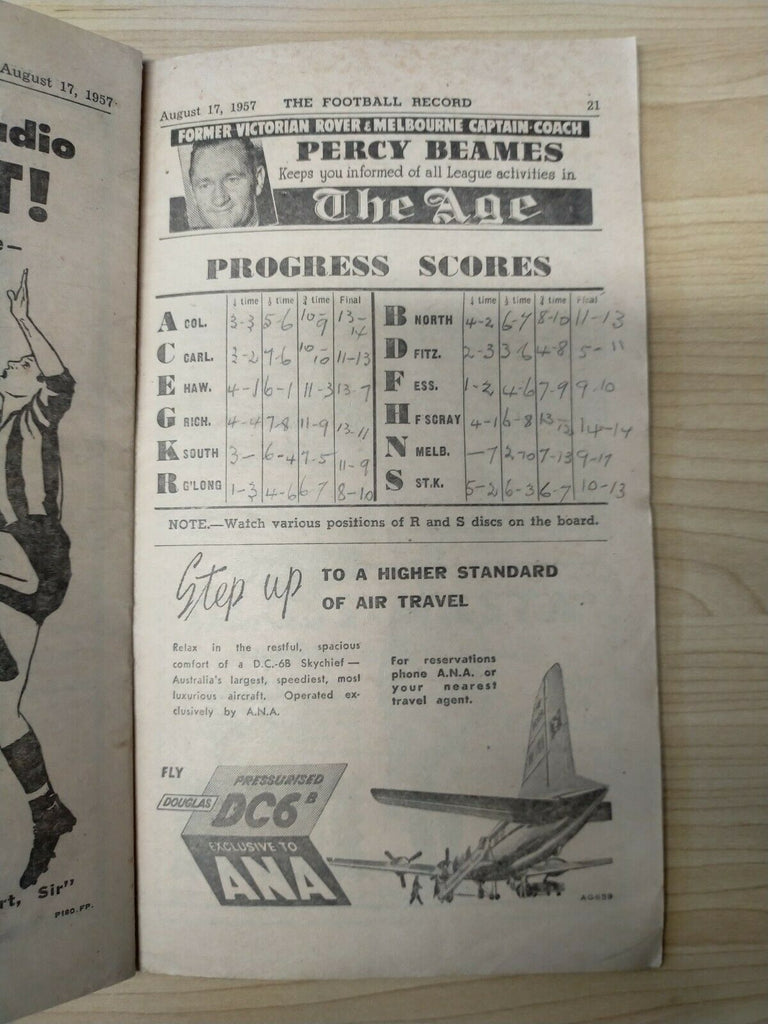 August 17, 1957
dio
T!
e—
rt, Sir"
P180.FP.
August 17, 1957 THE FOOTBALL RECORD 21
FORMER VICTORIAN ROVER & MELBOURNE CAPTAIN-COACH
PERCY BEAMES
Keeps you informed of all League activities in
The Age
PROGRESS SCORES
¼ time ½ time ¾ time Final ¼ time ½ time ¾ time Final
A COL. 3-3 5-6 10-9 13-14 B NORTH 4-2 6-7 8-10 11-13
C CARL. 3-2 7-6 10-10 11-13 D FITZ. 2-3 3-6 4-8 5-11
E HAW. 4-1 6-1 11-3 13-7 F ESS. 1-2 4-6 7-9 9-10
G RICH. 4-4 7-8 11-9 13-11 H F'SCRAY 4-1 6-8 13-13 14-14
K SOUTH 3- 6-4 7-5 11-9 N MELB. -7 2-10 7-13 9-17
R G'LONG 1-3 4-6 6-7 8-10 S ST.K. 5-2 6-3 6-7 10-13
NOTE.—Watch various positions of R and S discs on the board.
Step up TO A HIGHER STANDARD
OF AIR TRAVEL
Relax in the restful, spacious
comfort of a D.C.-6B Skychief—
Australia's largest, speediest, most
luxurious aircraft. Operated ex-
clusively by A.N.A.
For reservations
phone A.N.A. or
your nearest
travel agent.
FLY
DOUGLAS
PRESSURISED
DC6B
EXCLUSIVE TO
ANA
AG659